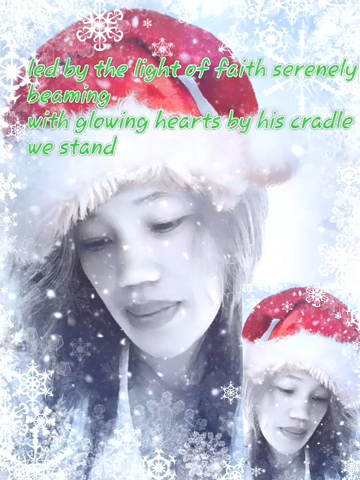 led by the light of faith serenely
beaming
with glowing hearts by his cradle
we stand